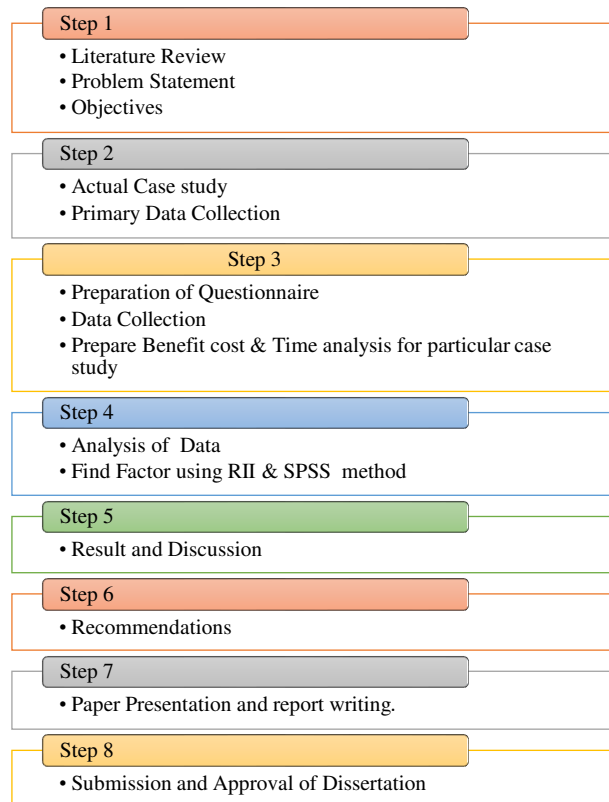 Step 1
• Literature Review
• Problem Statement
• Objectives
Step 2
• Actual Case study
• Primary Data Collection
Step 3
• Preparation of Questionnaire
• Data Collection
• Prepare Benefit cost & Time analysis for particular case
study
Step 4
• Analysis of Data
• Find Factor using RII & SPSS method
Step 5
• Result and Discussion
Step 6
• Recommendations
Step 7
• Paper Presentation and report writing.
Step 8
• Submission and Approval of Dissertation